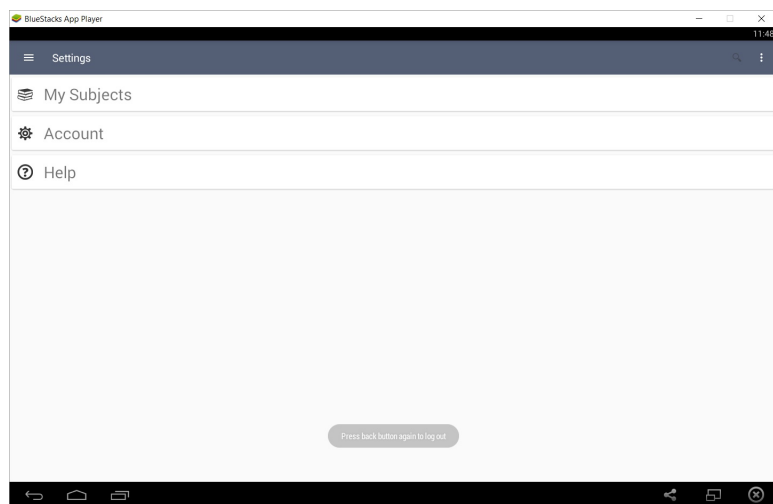 BlueStacks App Player
11:48
Settings
My Subjects
Account
Help
Press back button again to log out